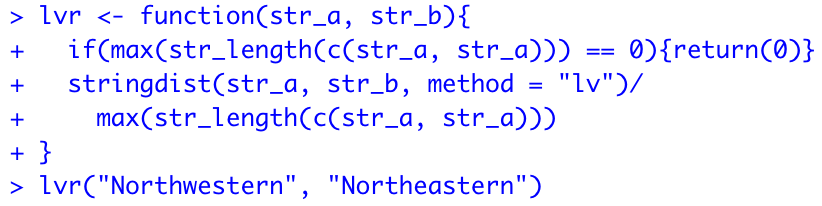 > lvr <- function(str_a, str_b){
+   if(max(str_length(c(str_a, str_a))) == 0){return(0)}
+   stringdist(str_a, str_b, method = "lv")/
+     max(str_length(c(str_a, str_a)))
+ }
> lvr("Northwestern", "Northeastern")